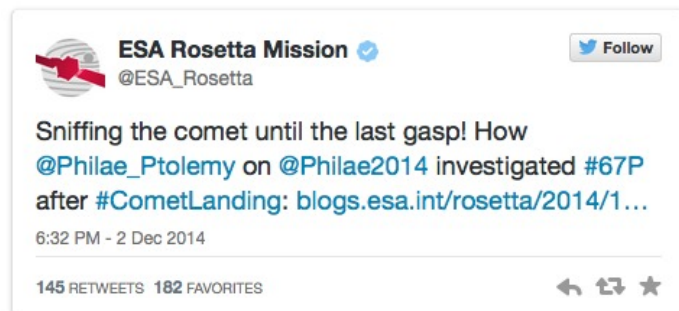 ESA Rosetta Mission
Follow
@ESA_Rosetta
Sniffing the comet until the last gasp! How
@Philae_Ptolemy on @Philae2014 investigated #67P
after #CometLanding: blogs.esa.int/rosetta/2014/1…
6:32 PM - 2 Dec 2014
145 RETWEETS 182 FAVORITES